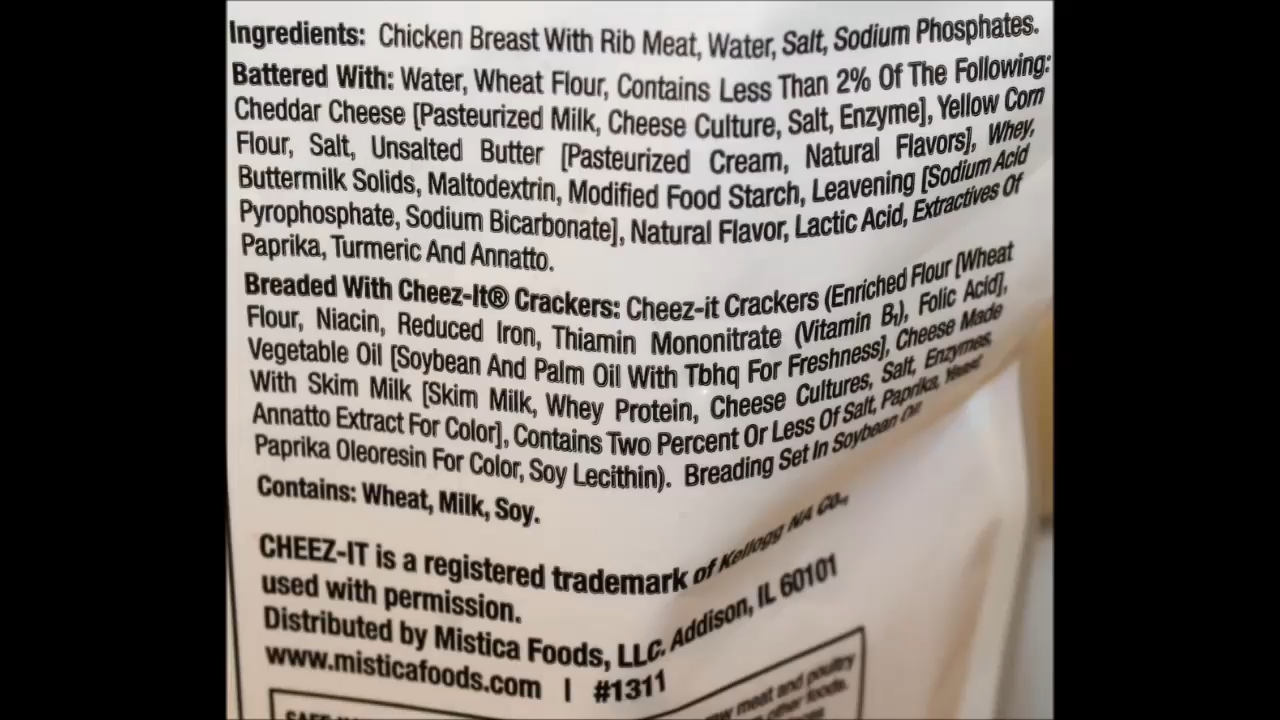 Ingredients: Chicken Breast With Rib Meat, Water, Salt, Sodium Phosphates.
Battered With: Water, Wheat Flour, Contains Less Than 2% Of The Following:
Cheddar Cheese [Pasteurized Milk, Cheese Culture, Salt, Enzyme], Yellow Corn
Flour, Salt, Unsalted Butter [Pasteurized Cream, Natural Flavors], Whey,
Buttermilk Solids, Maltodextrin, Modified Food Starch, Leavening [Sodium Acid
Pyrophosphate, Sodium Bicarbonate], Natural Flavor, Lactic Acid, Extractives Of
Paprika, Turmeric And Annatto.
Breaded With Cheez-It® Crackers: Cheez-it Crackers (Enriched Flour [Wheat
Flour, Niacin, Reduced Iron, Thiamin Mononitrate (Vitamin B₁), Folic Acid],
Vegetable Oil [Soybean And Palm Oil With Tbhq For Freshness], Cheese Made
With Skim Milk [Skim Milk, Whey Protein, Cheese Cultures, Salt, Enzymes,
Annatto Extract For Color], Contains Two Percent Or Less Of Salt, Paprika, Yeast,
Paprika Oleoresin For Color, Soy Lecithin). Breading Set In Soybean Oil
Contains: Wheat, Milk, Soy.
CHEEZ-IT is a registered trademark of Kellogg NA Co.,
used with permission.
Distributed by Mistica Foods, LLC. Addison, IL 60101
www.misticafoods.com | #1311
meat and poultry
other foods.